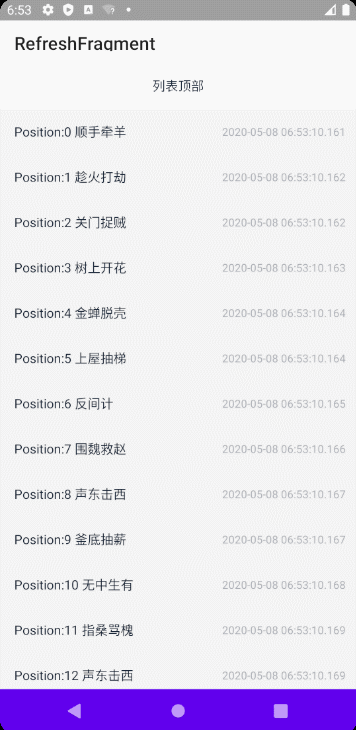 6:53
RefreshFragment
列表顶部
Position:0 顺手牵羊 2020-05-08 06:53:10.161
Position:1 趁火打劫 2020-05-08 06:53:10.162
Position:2 关门捉贼 2020-05-08 06:53:10.162
Position:3 树上开花 2020-05-08 06:53:10.163
Position:4 金蝉脱壳 2020-05-08 06:53:10.164
Position:5 上屋抽梯 2020-05-08 06:53:10.164
Position:6 反间计 2020-05-08 06:53:10.165
Position:7 围魏救赵 2020-05-08 06:53:10.166
Position:8 声东击西 2020-05-08 06:53:10.167
Position:9 釜底抽薪 2020-05-08 06:53:10.167
Position:10 无中生有 2020-05-08 06:53:10.168
Position:11 指桑骂槐 2020-05-08 06:53:10.169
Position:12 声东击西 2020-05-08 06:53:10.169